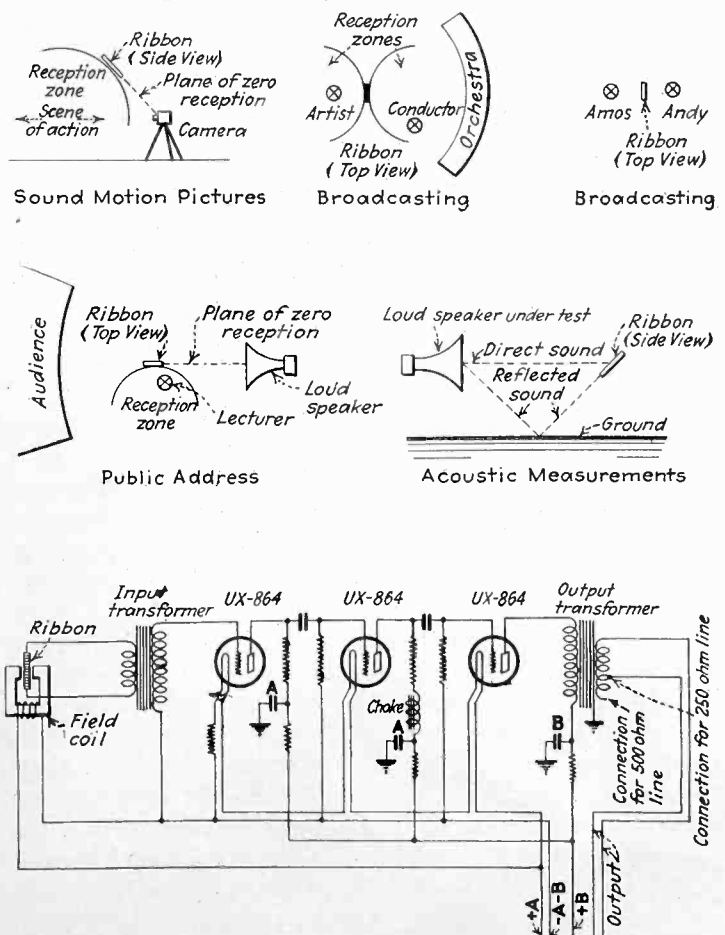 Ribbon
(Side View)
Reception
zone
Plane of zero
reception
Scene
of action
Camera
Sound Motion Pictures
Reception
zones
Artist
Conductor
Orchestra
Ribbon
(Top View)
Broadcasting
Amos
Andy
Ribbon
(Top View)
Broadcasting
Audience
Ribbon
(Top View)
Plane of zero
reception
Reception
zone
Lecturer
Loud
speaker
Public Address
Loud speaker under test
Ribbon
(Side View)
Direct sound
Reflected
sound
Ground
Acoustic Measurements
Input
transformer
UX-864
UX-864
UX-864
Output
transformer
Ribbon
Field
coil
A
Choke
A
B
Connection
for 500 ohm
line
Connection for 250 ohm line
+A
-A-B
+B
Output